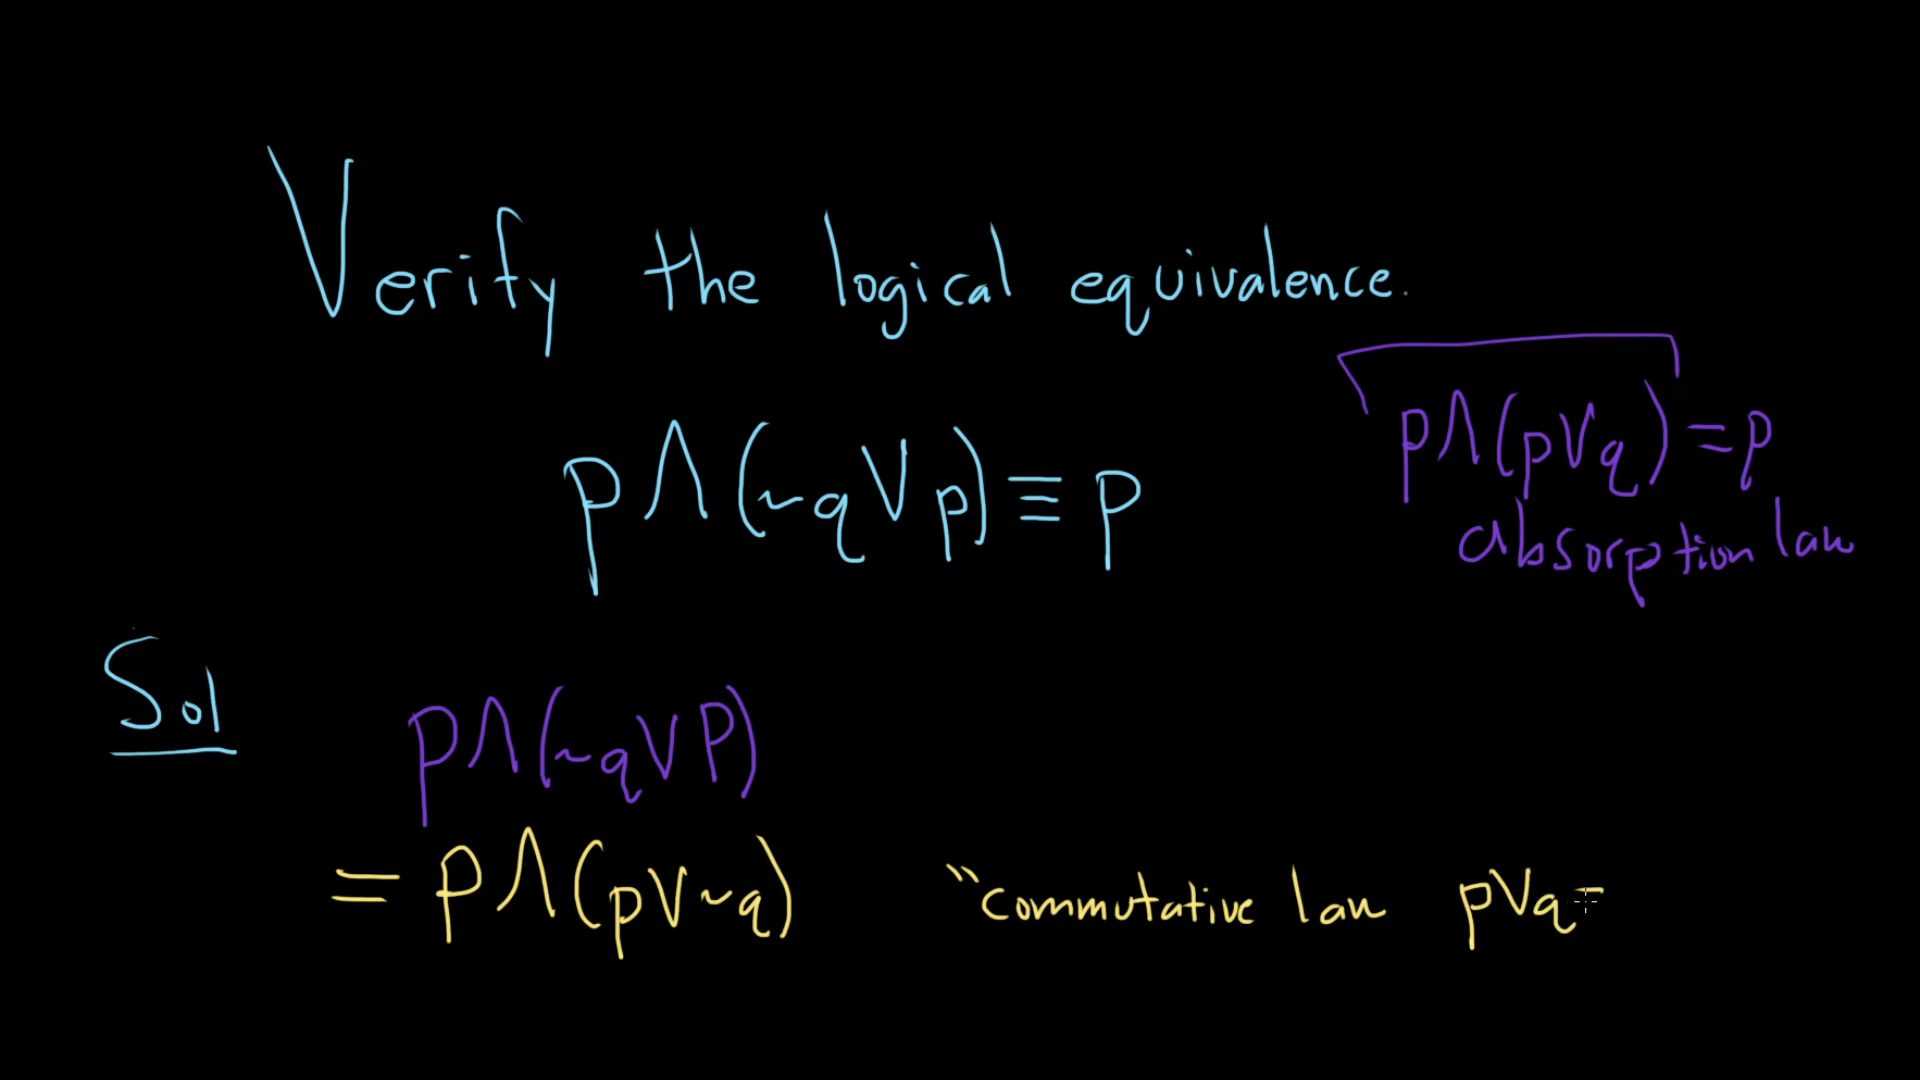 Verify the logical equivalence.
p∧(~q∨p)≡p
p∧(p∨q)=p
absorption law
Sol
p∧(~q∨p)
=p∧(p∨~q) "commutative law p∨q=